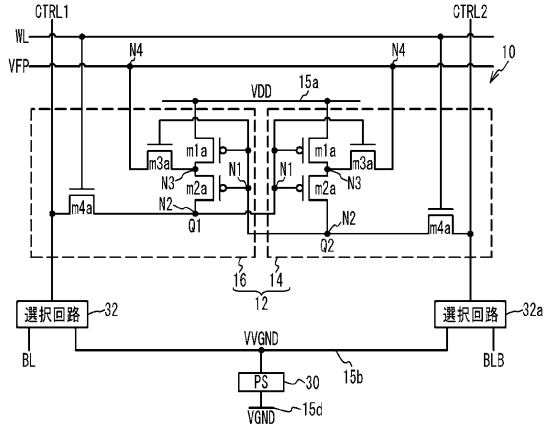 CTRL1 CTRL2
WL
VFP N4 N4 10
VDD 15a
m1a m1a
m3a N1 N1 m3a
N3 m2a m2a N3
m4a N2 N2 m4a
Q1 Q2
16 14
12
選択回路 32 選択回路 32a
BL VVGND BLB
15b
PS 30
VGND 15d